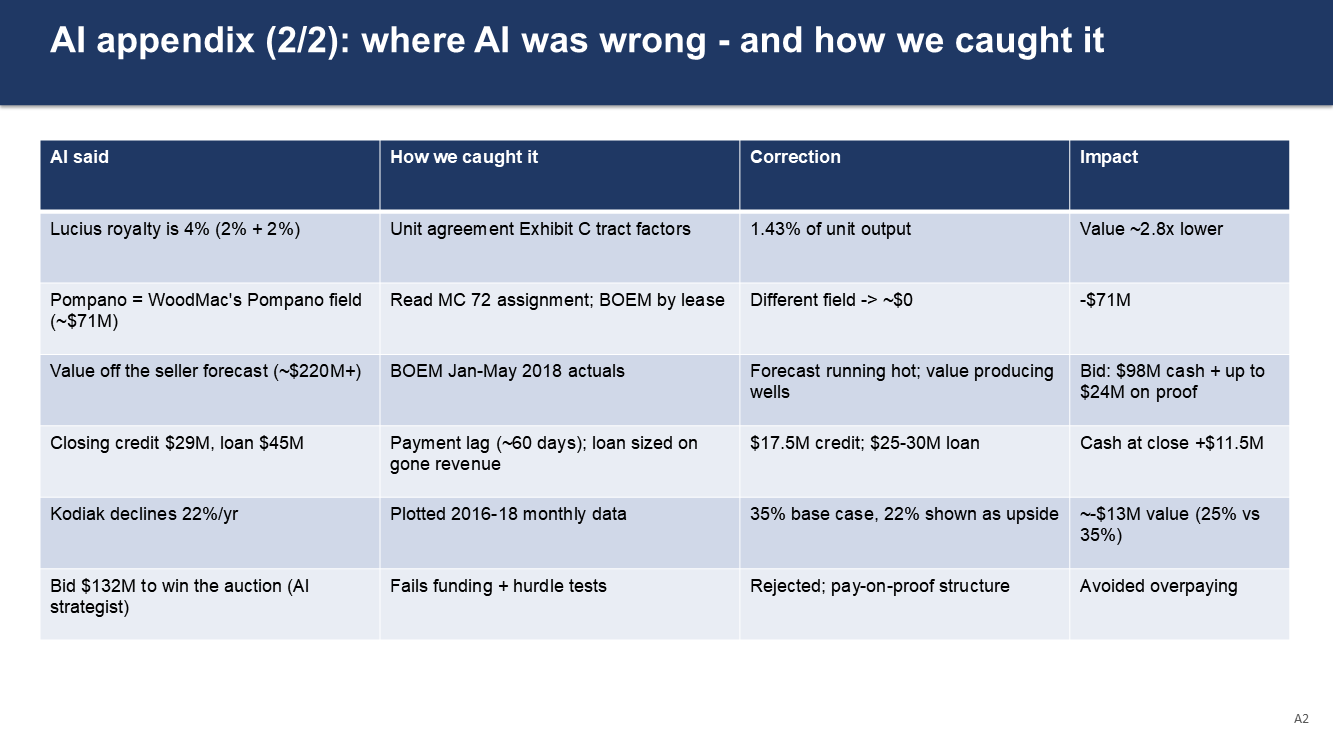 AI appendix (2/2): where AI was wrong - and how we caught it
AI said
How we caught it
Correction
Impact
Lucius royalty is 4% (2% + 2%)
Unit agreement Exhibit C tract factors
1.43% of unit output
Value ~2.8x lower
Pompano = WoodMac's Pompano field
(~$71M)
Read MC 72 assignment; BOEM by lease
Different field -> ~$0
-$71M
Value off the seller forecast (~$220M+)
BOEM Jan-May 2018 actuals
Forecast running hot; value producing
wells
Bid: $98M cash + up to
$24M on proof
Closing credit $29M, loan $45M
Payment lag (~60 days); loan sized on
gone revenue
$17.5M credit; $25-30M loan
Cash at close +$11.5M
Kodiak declines 22%/yr
Plotted 2016-18 monthly data
35% base case, 22% shown as upside
~-$13M value (25% vs
35%)
Bid $132M to win the auction (AI
strategist)
Fails funding + hurdle tests
Rejected; pay-on-proof structure
Avoided overpaying
A2